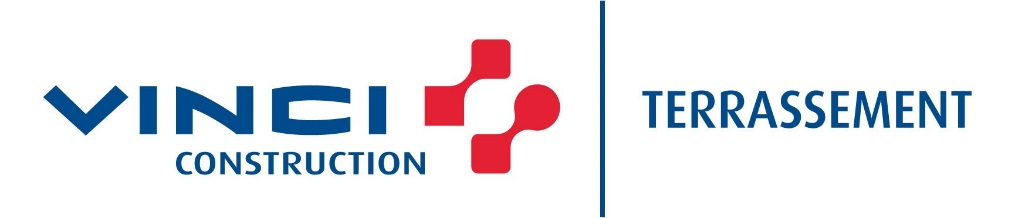 VINCI
CONSTRUCTION
TERRASSEMENT